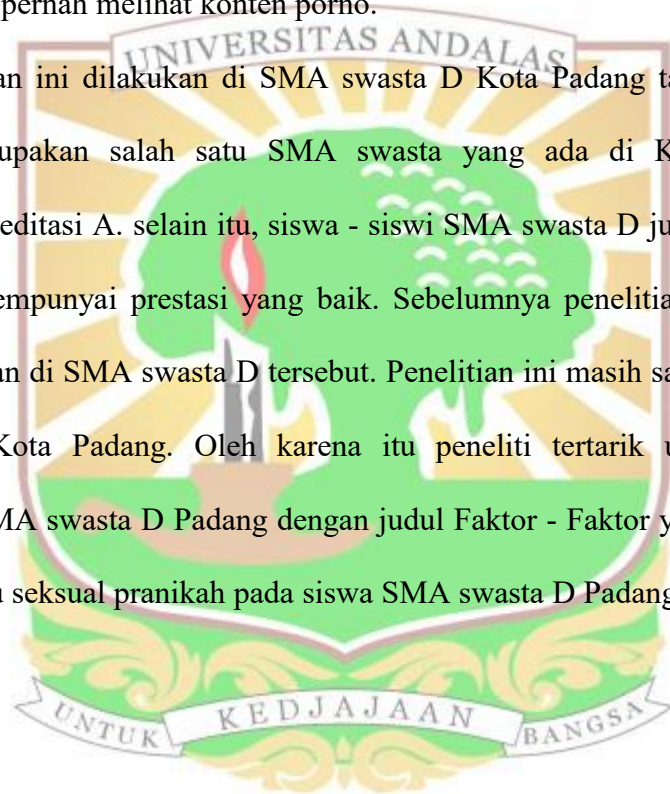 pernah melihat konten porno.
UNIVERSITAS ANDALAS
an ini dilakukan di SMA swasta D Kota Padang ta
upakan salah satu SMA swasta yang ada di K
editasi A. selain itu, siswa - siswi SMA swasta D ju
empunyai prestasi yang baik. Sebelumnya penelitia
an di SMA swasta D tersebut. Penelitian ini masih sa
Kota Padang. Oleh karena itu peneliti tertarik u
MA swasta D Padang dengan judul Faktor - Faktor y
u seksual pranikah pada siswa SMA swasta D Padang
UNTUK KEDJAJAAN BANGSA